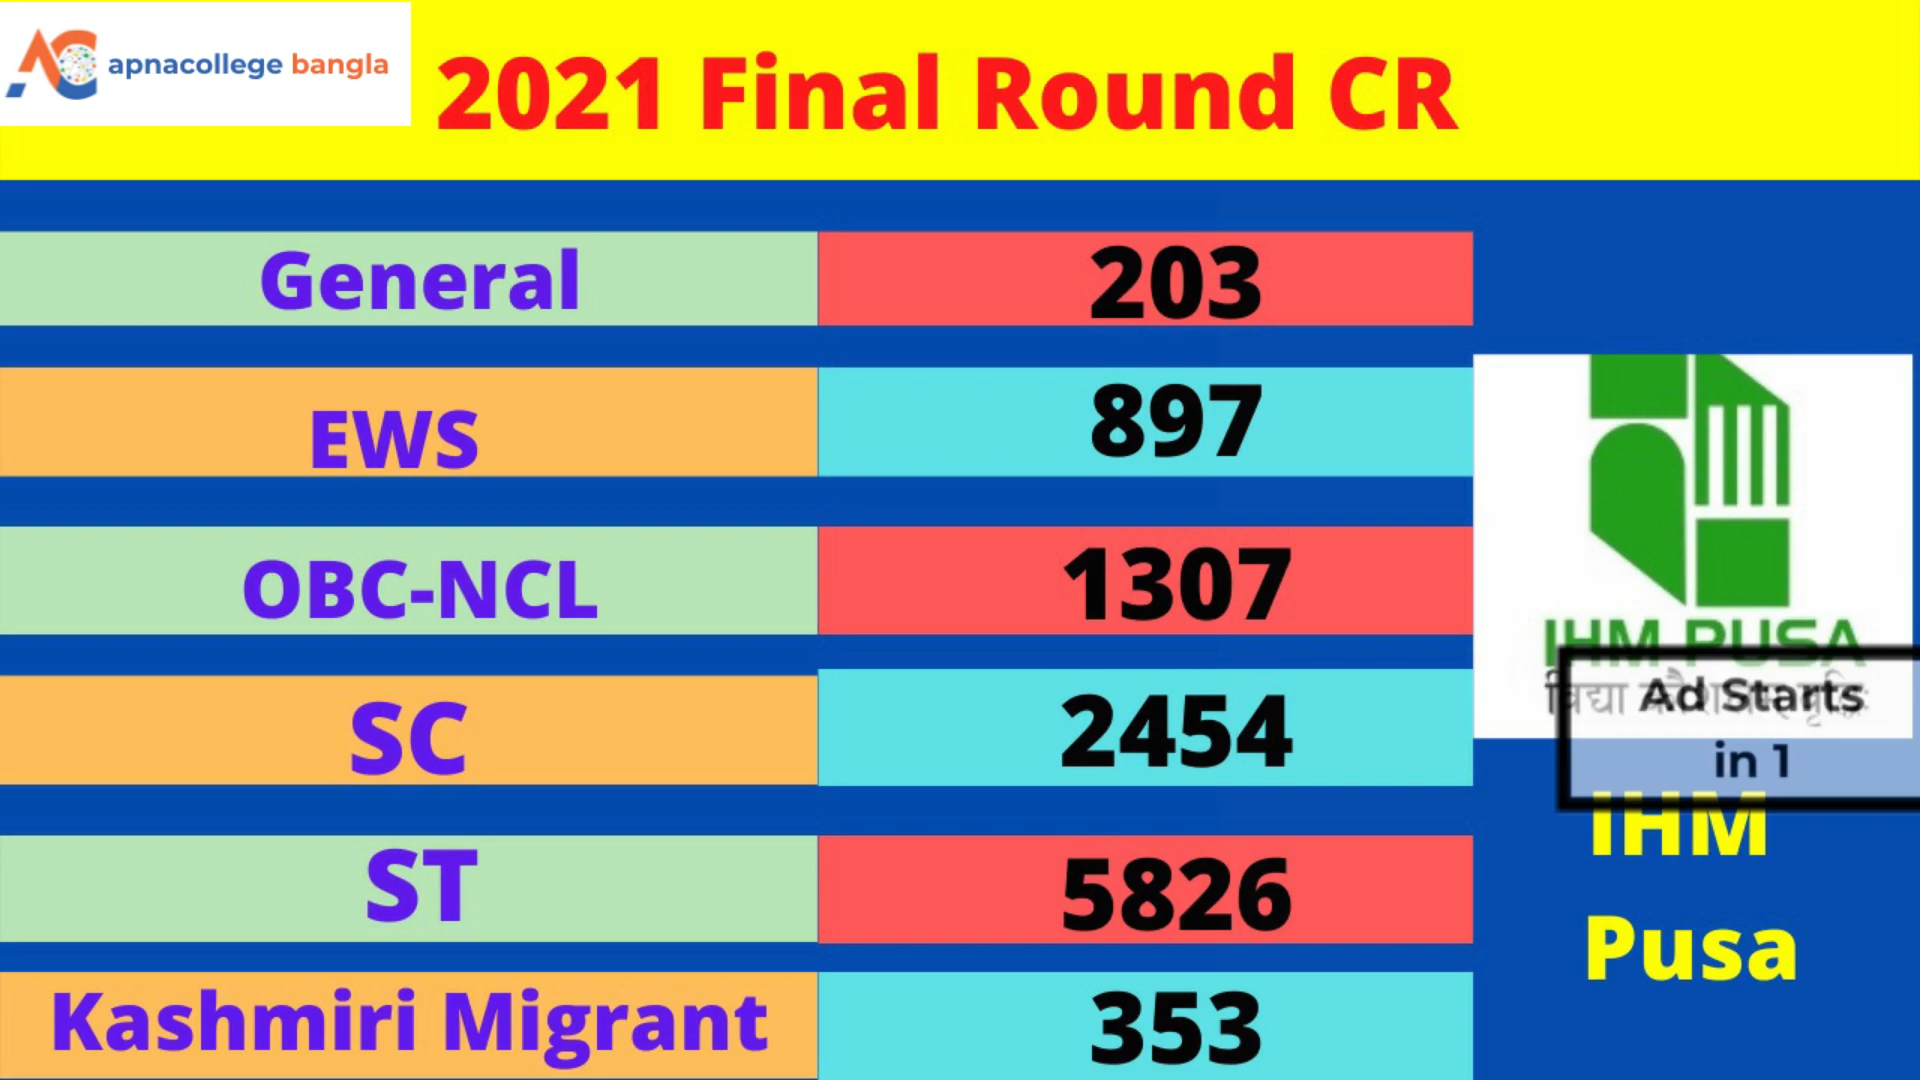 apnacollege bangla
2021 Final Round CR
General 203
EWS 897
OBC-NCL 1307
SC 2454
ST 5826
Kashmiri Migrant 353
IHM PUSA
विद्या
Ad Starts
in 1
IHM
Pusa